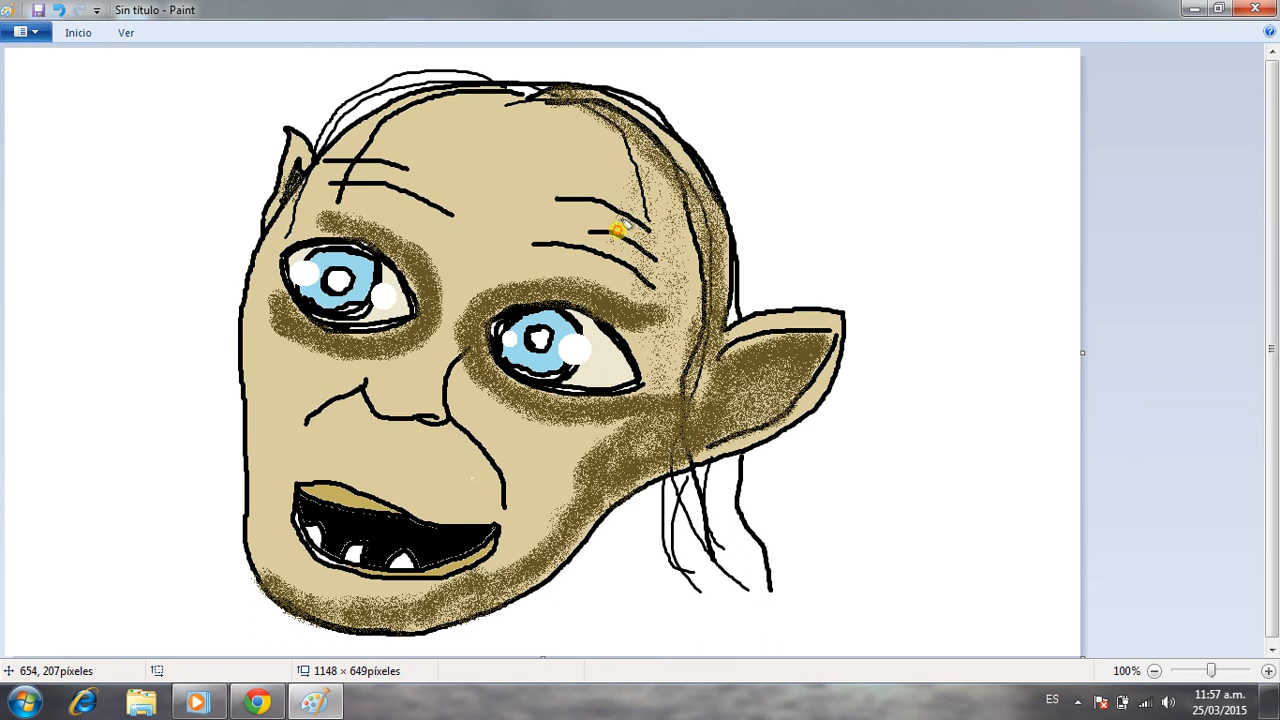 Sin título - Paint
Inicio Ver
654, 207píxeles
1148 × 649píxeles
100%
ES
11:57 a.m.
25/03/2015